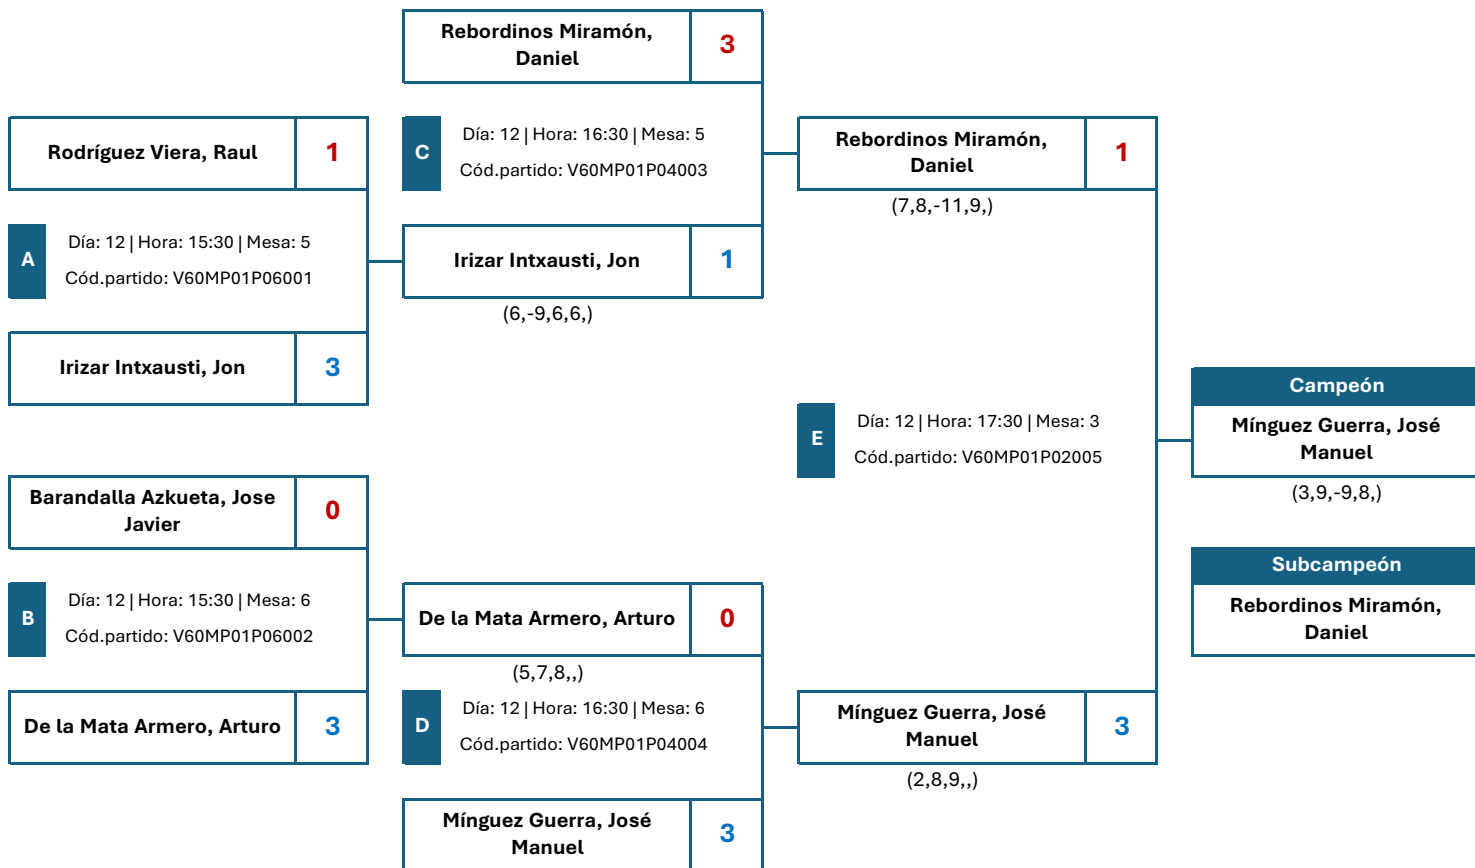 Rebordinos Miramón,
Daniel
3
Rodríguez Viera, Raul
1
C
Día: 12 | Hora: 16:30 | Mesa: 5
Cód.partido: V60MP01P04003
Rebordinos Miramón,
Daniel
1
(7,8,-11,9,)
A
Día: 12 | Hora: 15:30 | Mesa: 5
Cód.partido: V60MP01P06001
Irizar Intxausti, Jon
1
(6,-9,6,6,)
Irizar Intxausti, Jon
3
E
Día: 12 | Hora: 17:30 | Mesa: 3
Cód.partido: V60MP01P02005
Campeón
Mínguez Guerra, José
Manuel
(3,9,-9,8,)
Barandalla Azkueta, Jose
Javier
0
Subcampeón
Rebordinos Miramón,
Daniel
B
Día: 12 | Hora: 15:30 | Mesa: 6
Cód.partido: V60MP01P06002
De la Mata Armero, Arturo
0
(5,7,8,,)
De la Mata Armero, Arturo
3
D
Día: 12 | Hora: 16:30 | Mesa: 6
Cód.partido: V60MP01P04004
Mínguez Guerra, José
Manuel
3
(2,8,9,,)
Mínguez Guerra, José
Manuel
3